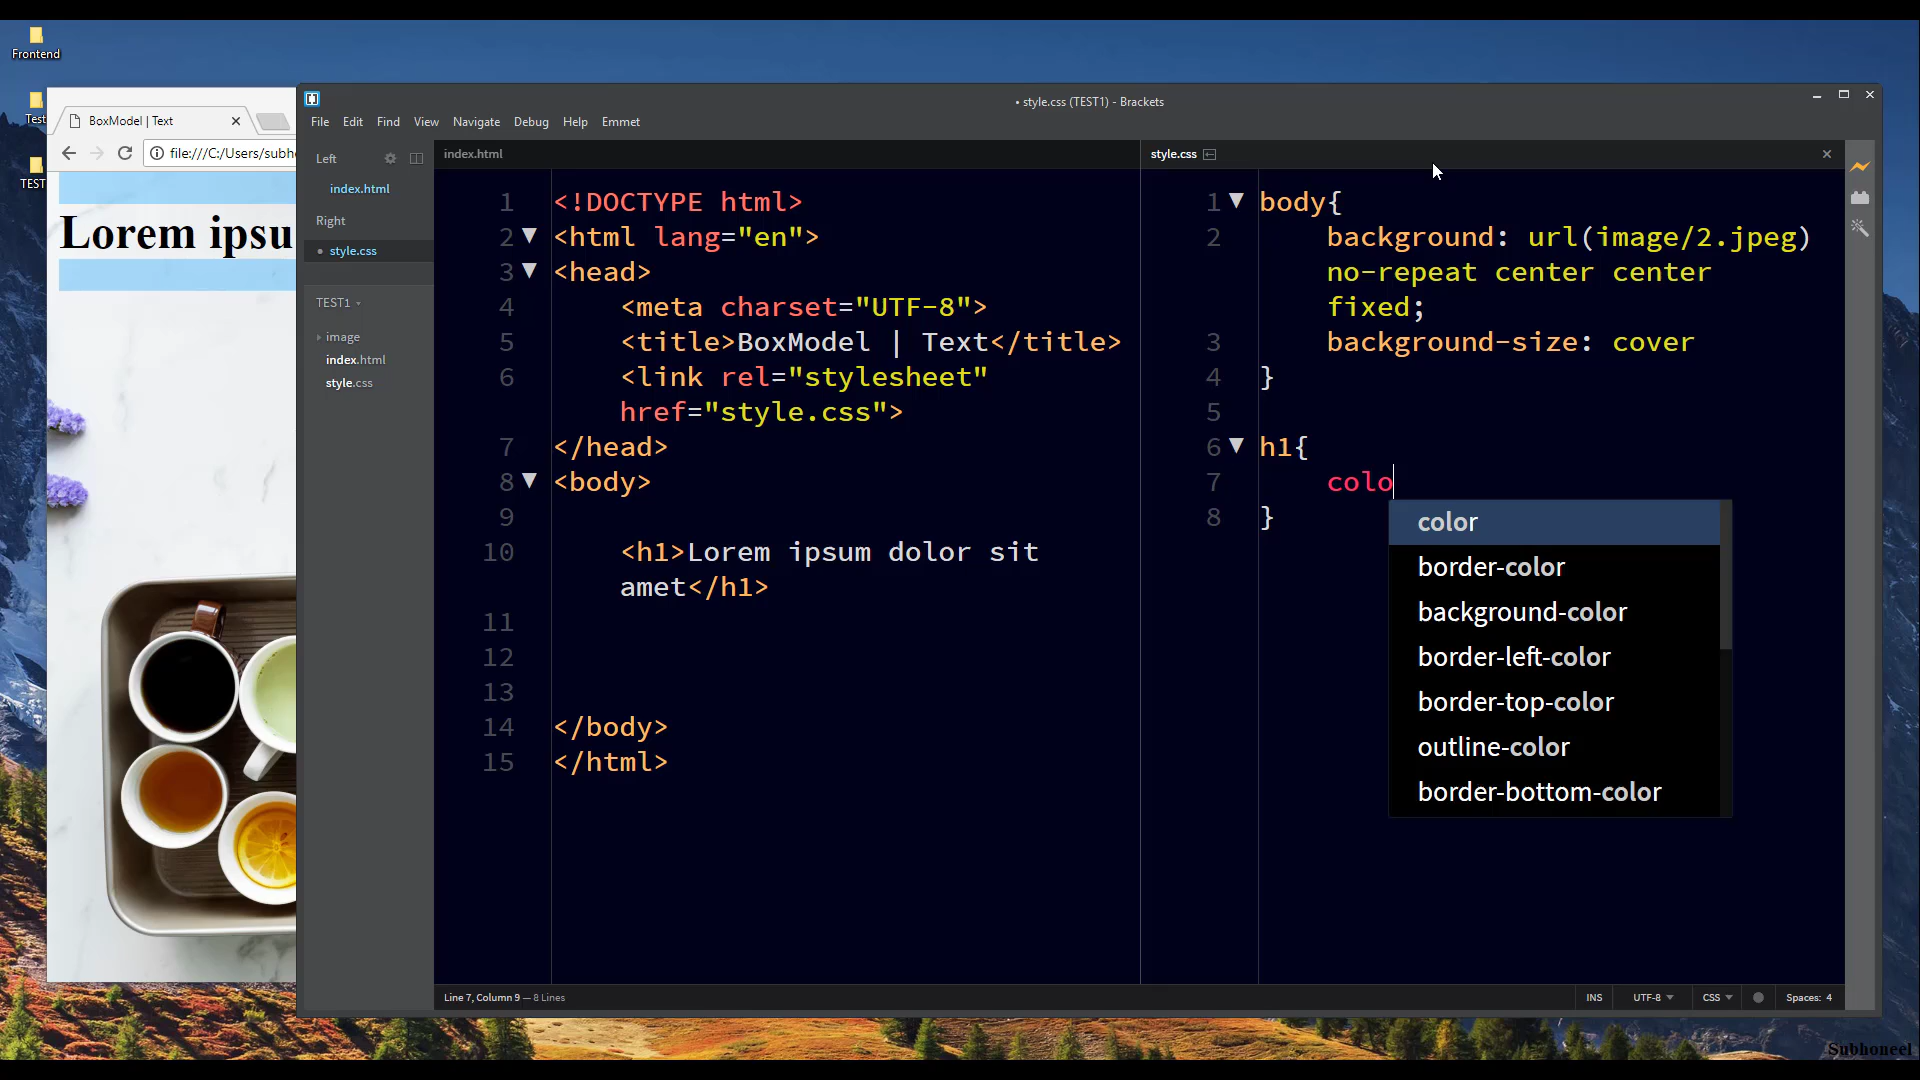 Frontend
Test
TEST
BoxModel | Text
file:///C:/Users/subh
Lorem ipsu
• style.css (TEST1) - Brackets
File Edit Find View Navigate Debug Help Emmet
Left
index.html
Right
• style.css
TEST1
image
index.html
style.css
index.html
1 <!DOCTYPE html>
2 <html lang="en">
3 <head>
4 <meta charset="UTF-8">
5 <title>BoxModel | Text</title>
6 <link rel="stylesheet"
href="style.css">
7 </head>
8 <body>
9
10 <h1>Lorem ipsum dolor sit
amet</h1>
11
12
13
14 </body>
15 </html>
style.css
1 body{
2 background: url(image/2.jpeg)
no-repeat center center
fixed;
3 background-size: cover
4 }
5
6 h1{
7 colo
8 }
color
border-color
background-color
border-left-color
border-top-color
outline-color
border-bottom-color
Line 7, Column 9 — 8 Lines
INS UTF-8 CSS Spaces: 4
Subhoneel